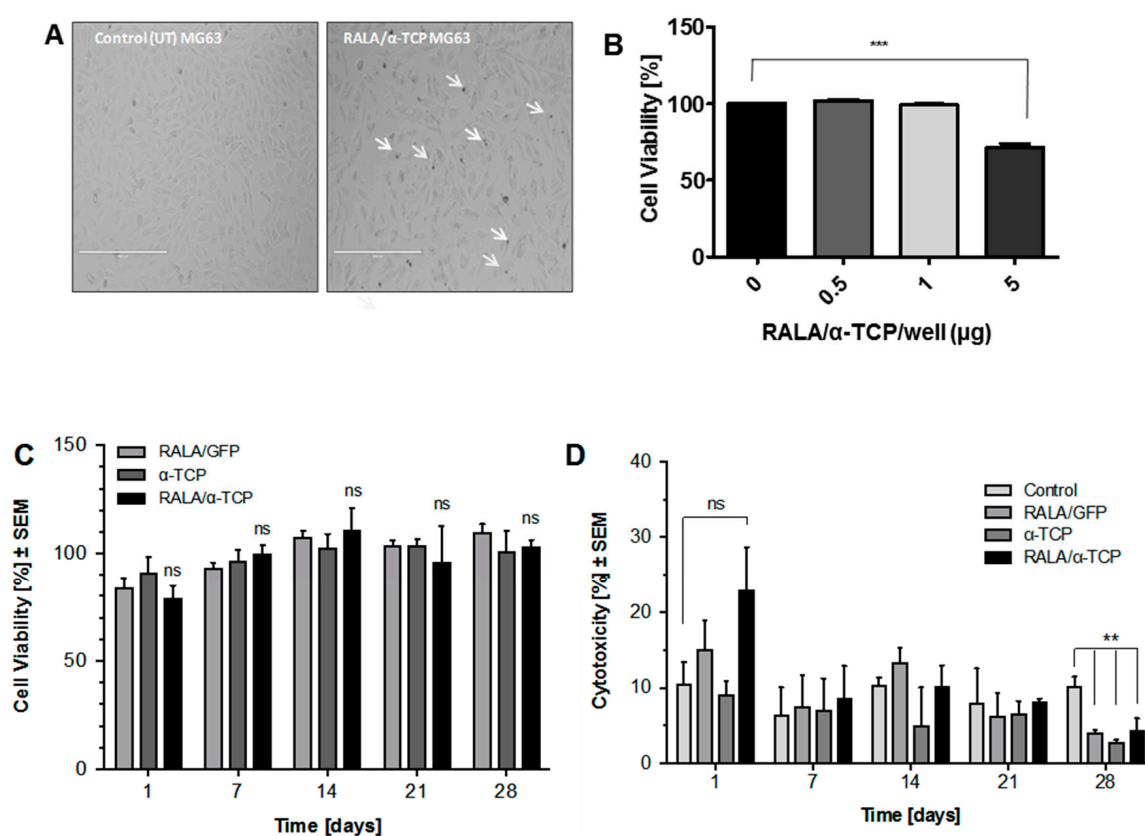 A
Control (UT) MG63
RALA/α-TCP MG63
B
***
150
100
50
0
Cell Viability [%]
0
0.5
1
5
RALA/α-TCP/well (µg)
C
RALA/GFP
α-TCP
RALA/α-TCP
150
100
50
0
Cell Viability [%] ± SEM
ns
ns
ns
ns
ns
1
7
14
21
28
Time [days]
D
Control
RALA/GFP
α-TCP
RALA/α-TCP
40
30
20
10
0
Cytotoxicity [%] ± SEM
ns
**
1
7
14
21
28
Time [days]